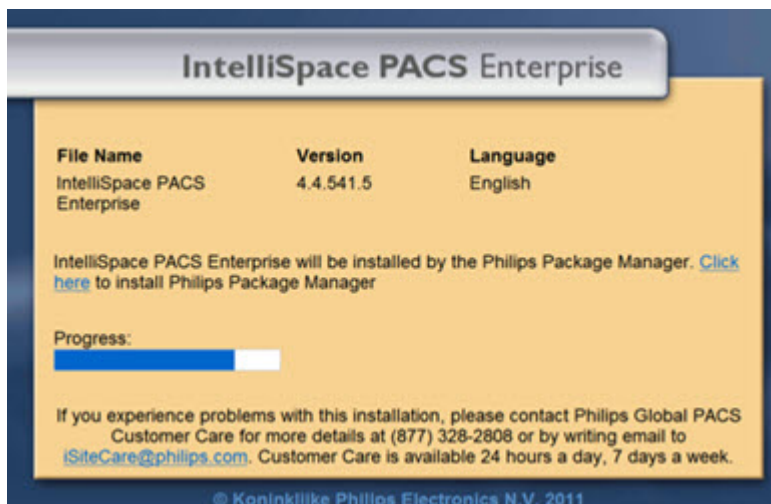 IntelliSpace PACS Enterprise
File Name Version Language
IntelliSpace PACS 4.4.541.5 English
Enterprise
IntelliSpace PACS Enterprise will be installed by the Philips Package Manager. Click
here to install Philips Package Manager
Progress:
If you experience problems with this installation, please contact Philips Global PACS
Customer Care for more details at (877) 328-2808 or by writing email to
iSiteCare@philips.com. Customer Care is available 24 hours a day, 7 days a week.
© Koninklijke Philips Electronics N.V. 2011